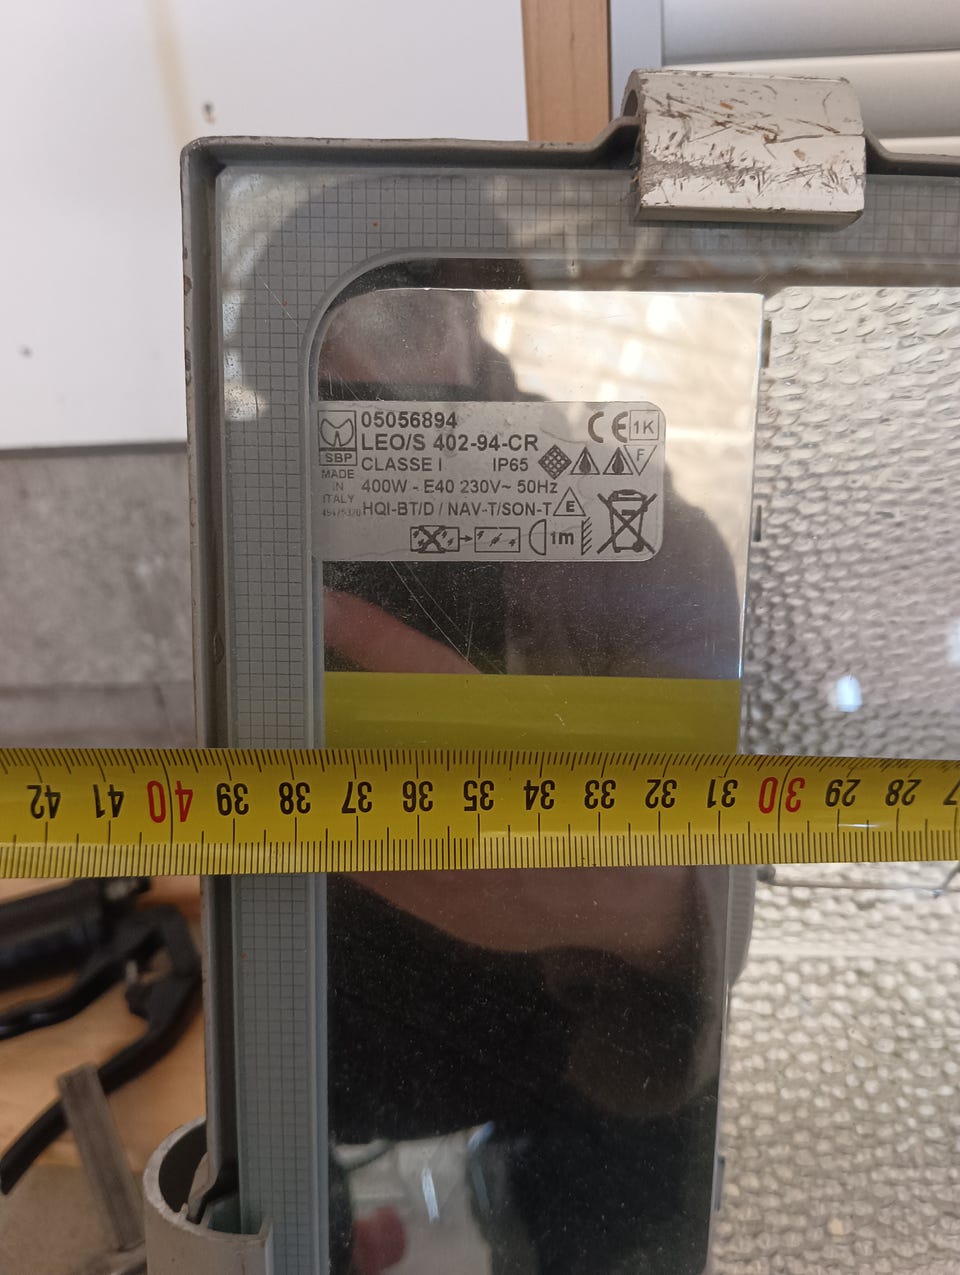 05056894
LEO/S 402-94-CR
SBP
CLASSE I IP65
F
1K
CE
MADE
IN
ITALY
400W - E40 230V~ 50Hz
HQI-BT/D / NAV-T/SON-T
E
1m
42 41 40 39 38 37 36 35 34 33 32 31 30 29 28